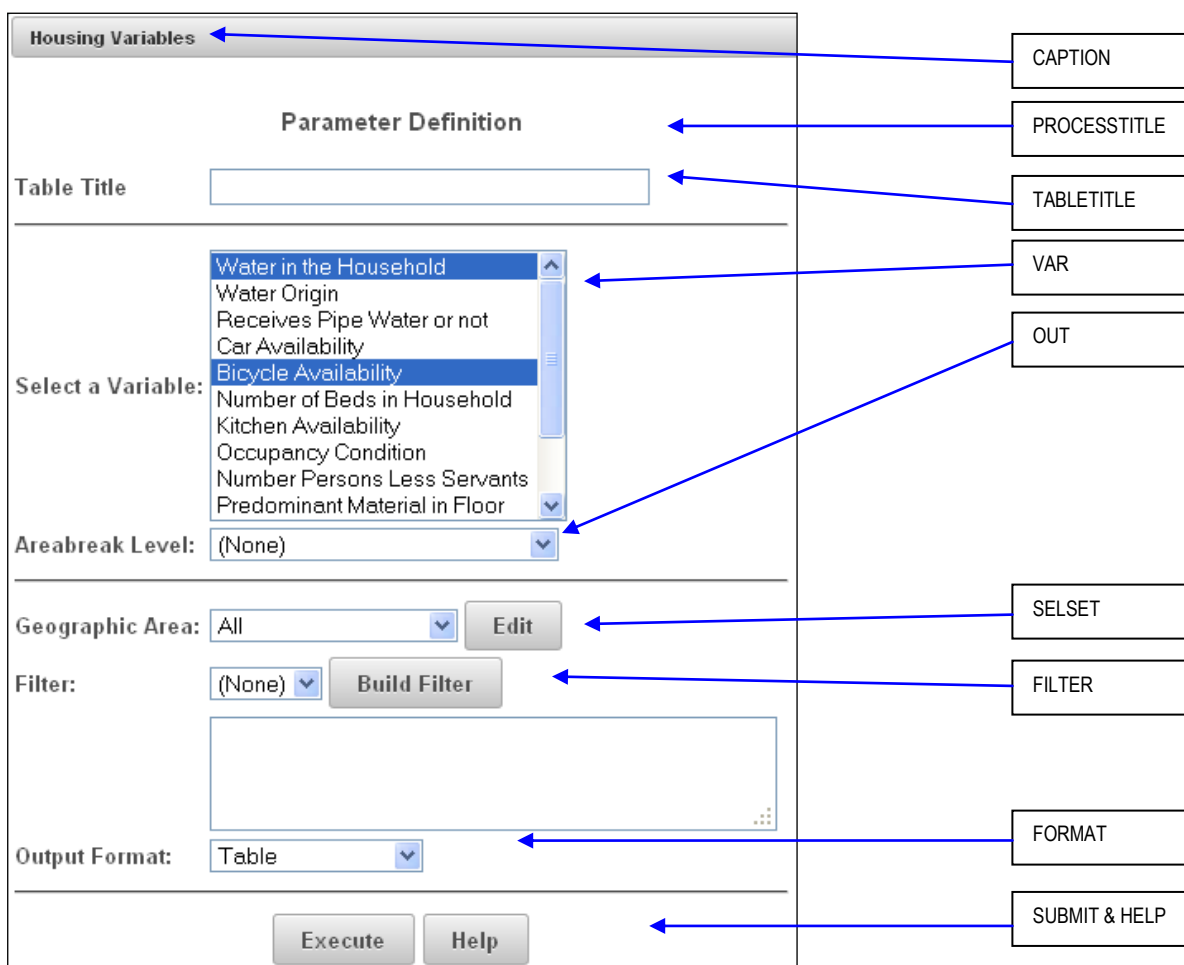 Housing Variables
CAPTION
Parameter Definition
PROCESSTITLE
Table Title
TABLETITLE
VAR
Water in the Household
Water Origin
Receives Pipe Water or not
OUT
Car Availability
Select a Variable:
Bicycle Availability
Number of Beds in Household
Kitchen Availability
Occupancy Condition
Number Persons Less Servants
Predominant Material in Floor
Areabreak Level:
(None)
SELSET
Geographic Area:
All
Edit
FILTER
Filter:
(None)
Build Filter
FORMAT
Output Format:
Table
SUBMIT & HELP
Execute
Help